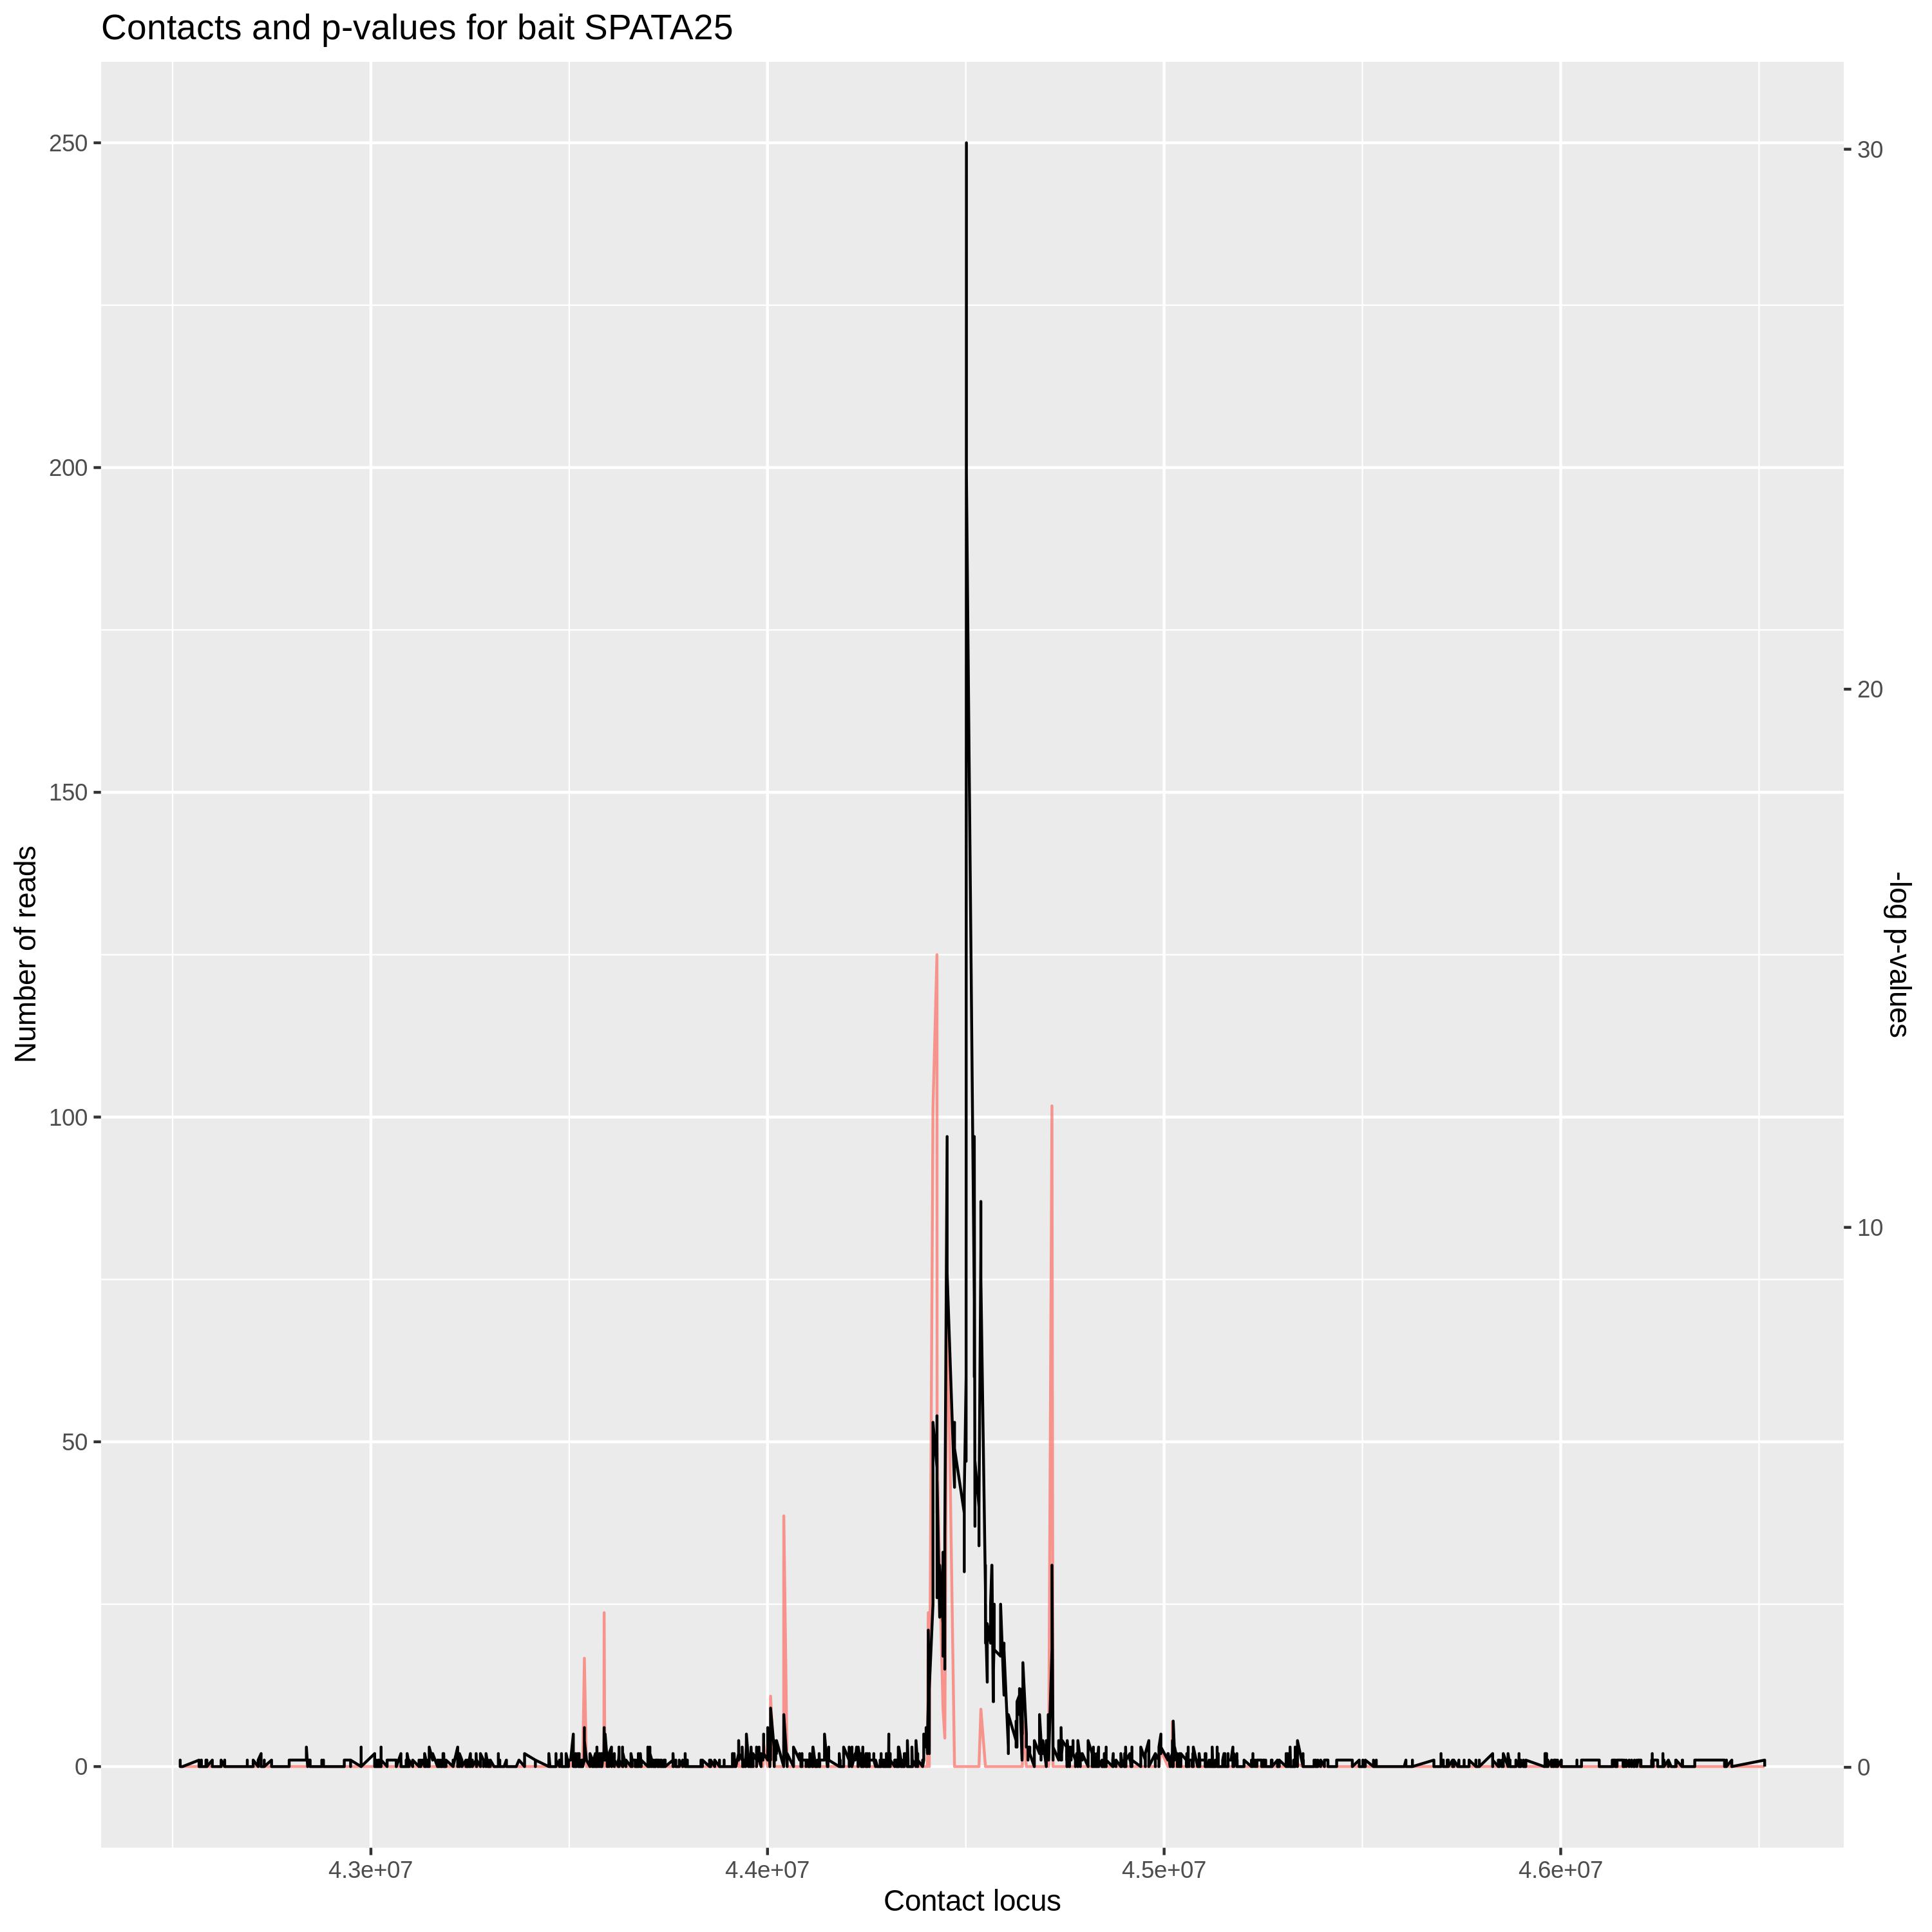 Contacts and p-values for bait SPATA25
250
200
150
100
50
0
Number of reads
30
20
10
0
-log p-values
4.3e+07 4.4e+07 4.5e+07 4.6e+07
Contact locus